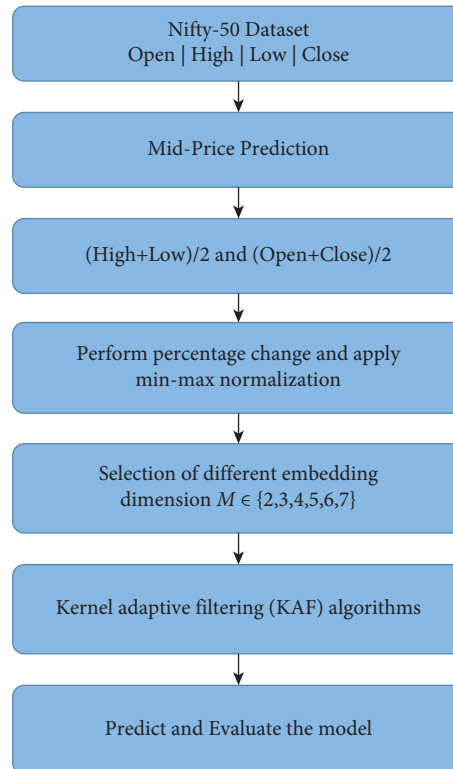 Nifty-50 Dataset
Open | High | Low | Close
Mid-Price Prediction
(High+Low)/2 and (Open+Close)/2
Perform percentage change and apply
min-max normalization
Selection of different embedding
dimension M ∈ {2,3,4,5,6,7}
Kernel adaptive filtering (KAF) algorithms
Predict and Evaluate the model